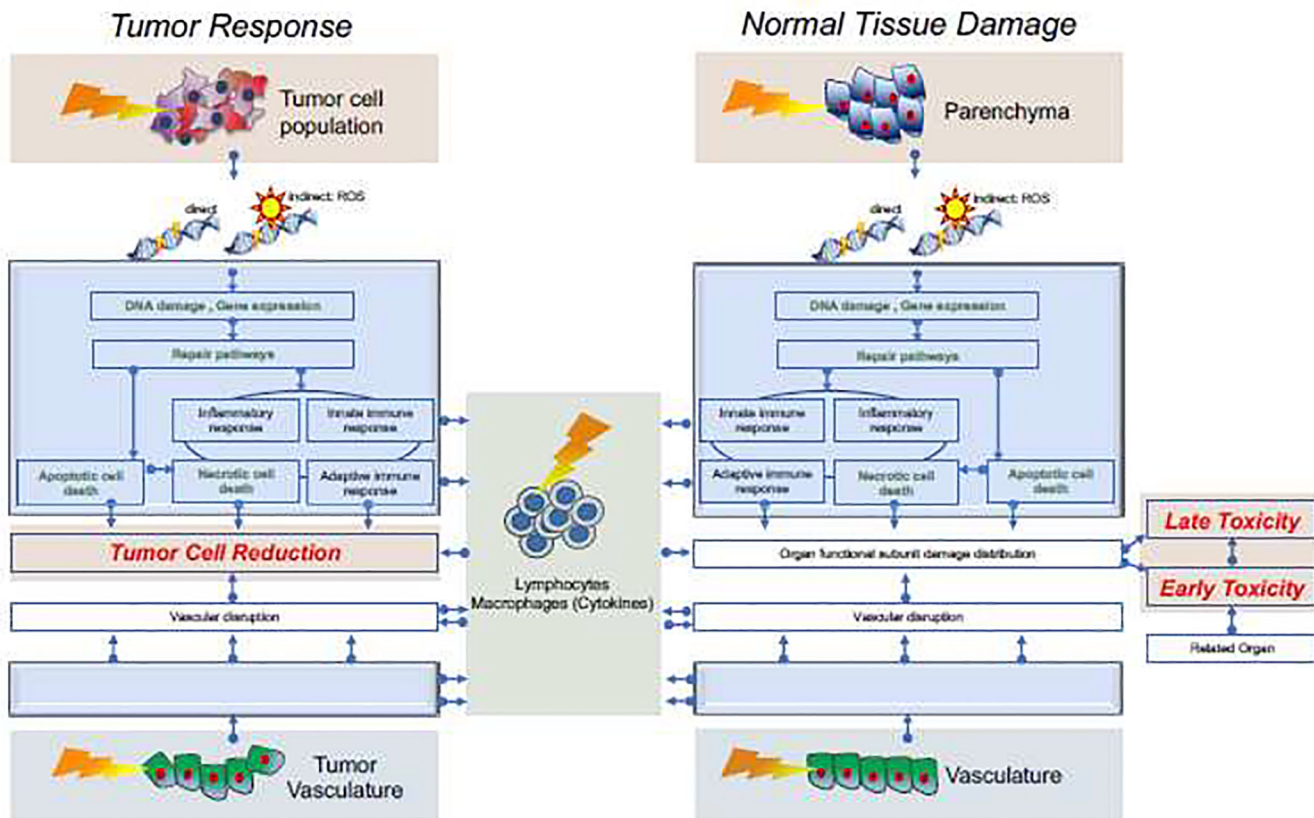 Tumor Response
Normal Tissue Damage
Tumor cell
population
Parenchyma
direct
Indirect: ROS
direct
Indirect: ROS
DNA damage , Gene expression
Repair pathways
Inflammatory
response
Innate immune
response
Apoptotic cell
death
Necrotic cell
death
Adaptive immune
response
Tumor Cell Reduction
Vascular disruption
Tumor
Vasculature
Lymphocytes
Macrophages (Cytokines)
DNA damage , Gene expression
Repair pathways
Innate immune
response
Inflammatory
response
Adaptive immune
response
Necrotic cell
death
Apoptotic cell
death
Organ functional subunit damage distribution
Vascular disruption
Vasculature
Late Toxicity
Early Toxicity
Related Organ